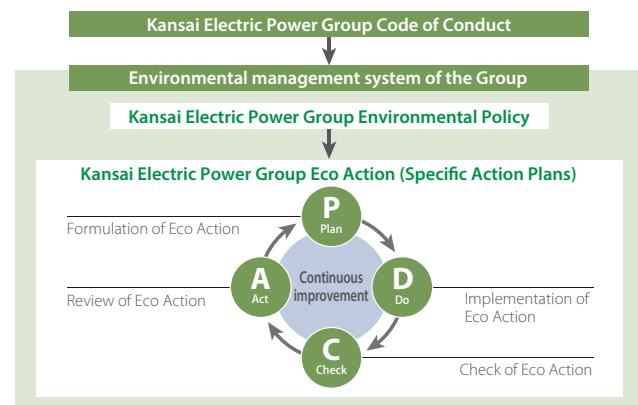 Kansai Electric Power Group Code of Conduct
Environmental management system of the Group
Kansai Electric Power Group Environmental Policy
Kansai Electric Power Group Eco Action (Specific Action Plans)
P
Plan
Formulation of Eco Action
A
Act
Continuous
improvement
D
Do
Review of Eco Action
Implementation of
Eco Action
C
Check
Check of Eco Action